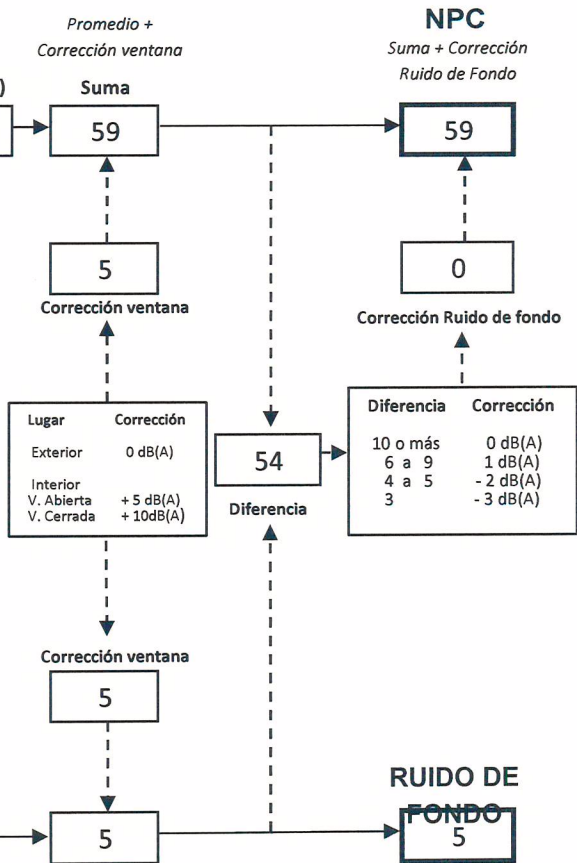 Promedio +
Corrección ventana
NPC
Suma + Corrección
Ruido de Fondo
)
Suma
59
59
5
0
Corrección ventana
Corrección Ruido de fondo
Lugar Corrección
Exterior 0 dB(A)
Interior
V. Abierta + 5 dB(A)
V. Cerrada + 10dB(A)
54
Diferencia
Diferencia Corrección
10 o más 0 dB(A)
6 a 9 1 dB(A)
4 a 5 - 2 dB(A)
3 - 3 dB(A)
Corrección ventana
5
RUIDO DE
FONDO
5
5